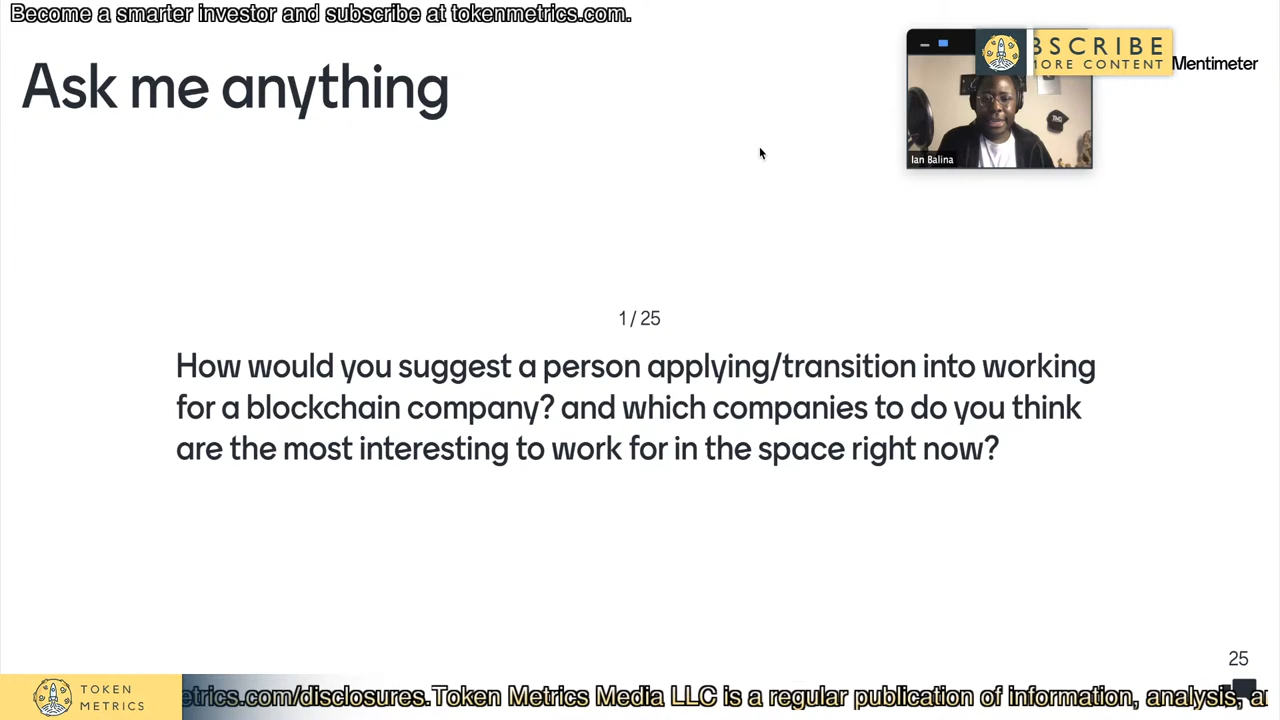 Become a smarter investor and subscribe at tokenmetrics.com.
Ask me anything
BSCRIBE
MORE CONTENT
Mentimeter
Ian Balina
1 / 25
How would you suggest a person applying/transition into working
for a blockchain company? and which companies to do you think
are the most interesting to work for in the space right now?
25
TOKEN
METRICS
etrics.com/disclosures.Token Metrics Media LLC is a regular publication of information, analysis, a